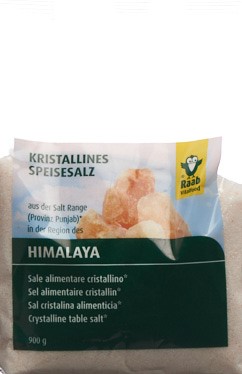 KRISTALLINES
SPEISESALZ
Raab
Vitalfood
aus der Salt Range
(Provinz Punjab)*
in der Region des
HIMALAYA
Sale alimentare cristallino°
Sel alimentaire cristallin°
Sal cristalina alimenticia°
Crystalline table salt°
900 g